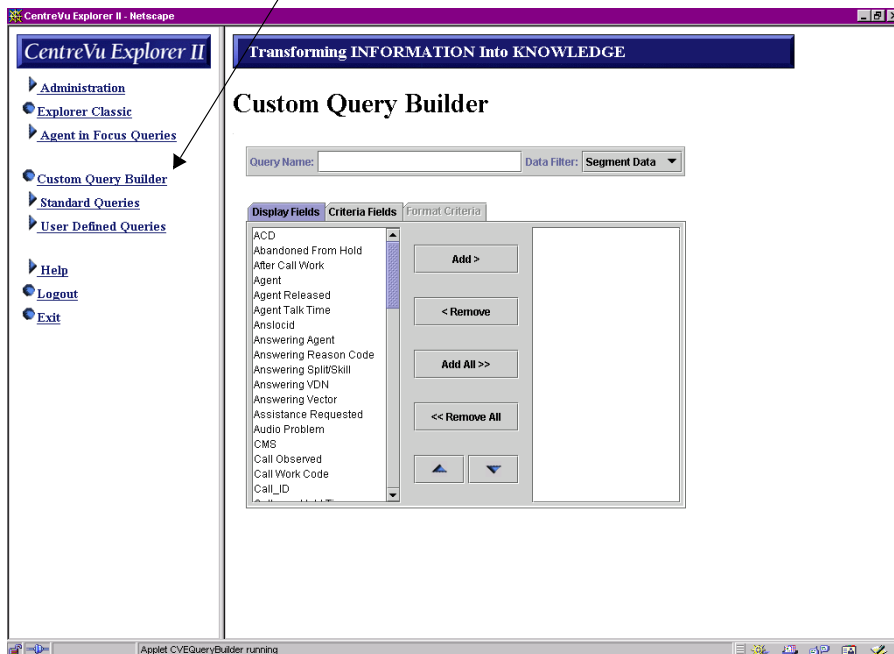 CentreVu Explorer II - Netscape
CentreVu Explorer II
Transforming INFORMATION Into KNOWLEDGE
Administration
Explorer Classic
Agent in Focus Queries
Custom Query Builder
Standard Queries
User Defined Queries
Help
Logout
Exit
Custom Query Builder
Query Name:
Data Filter: Segment Data
Display Fields Criteria Fields Format Criteria
ACD
Abandoned From Hold
After Call Work
Agent
Agent Released
Agent Talk Time
Anslocid
Answering Agent
Answering Reason Code
Answering Split/Skill
Answering VDN
Answering Vector
Assistance Requested
Audio Problem
CMS
Call Observed
Call Work Code
Call_ID
Add >
< Remove
Add All >>
<< Remove All
Applet CVEQueryBuilder running